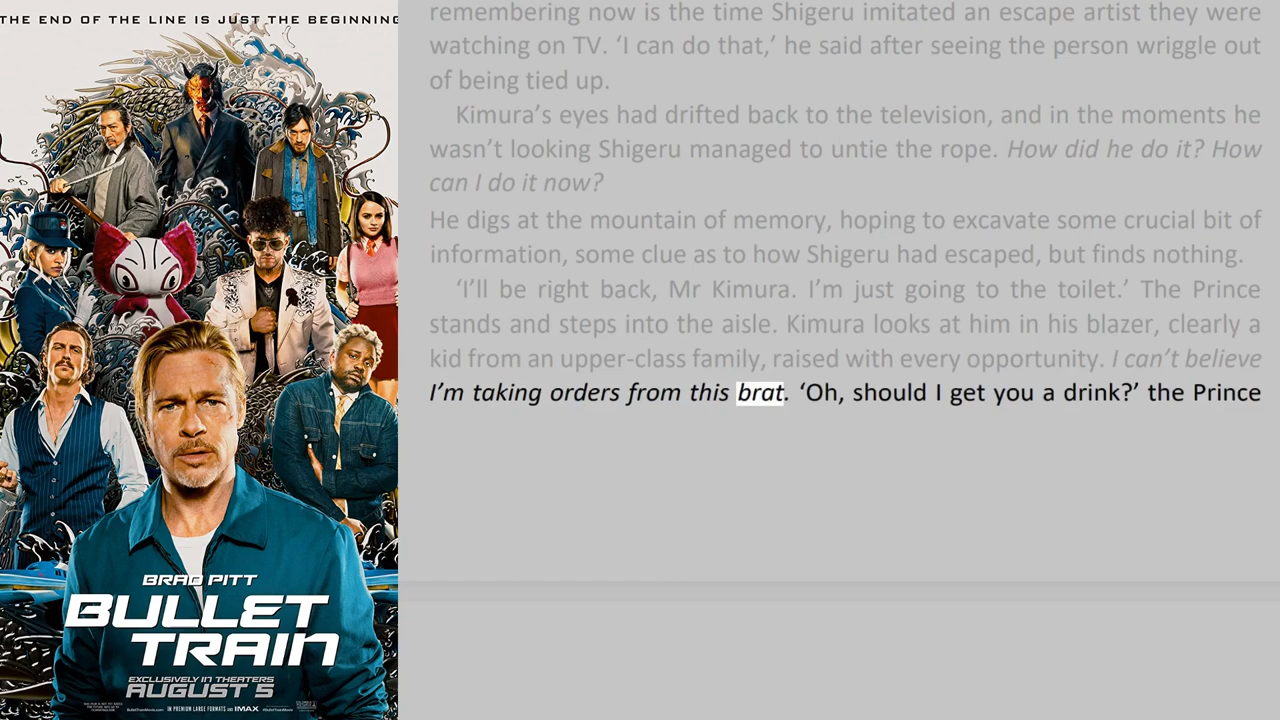 THE END OF THE LINE IS JUST THE BEGINNING
BRAD PITT
BULLET
TRAIN
EXCLUSIVELY IN THEATERS
AUGUST 5
IN PREMIUM LARGE FORMATS AND IMAX
remembering now is the time Shigeru imitated an escape artist they were
watching on TV. ‘I can do that,’ he said after seeing the person wriggle out
of being tied up.
Kimura’s eyes had drifted back to the television, and in the moments he
wasn’t looking Shigeru managed to untie the rope. How did he do it? How
can I do it now?
He digs at the mountain of memory, hoping to excavate some crucial bit of
information, some clue as to how Shigeru had escaped, but finds nothing.
‘I’ll be right back, Mr Kimura. I’m just going to the toilet.’ The Prince
stands and steps into the aisle. Kimura looks at him in his blazer, clearly a
kid from an upper-class family, raised with every opportunity. I can’t believe
I’m taking orders from this brat. ‘Oh, should I get you a drink?’ the Prince